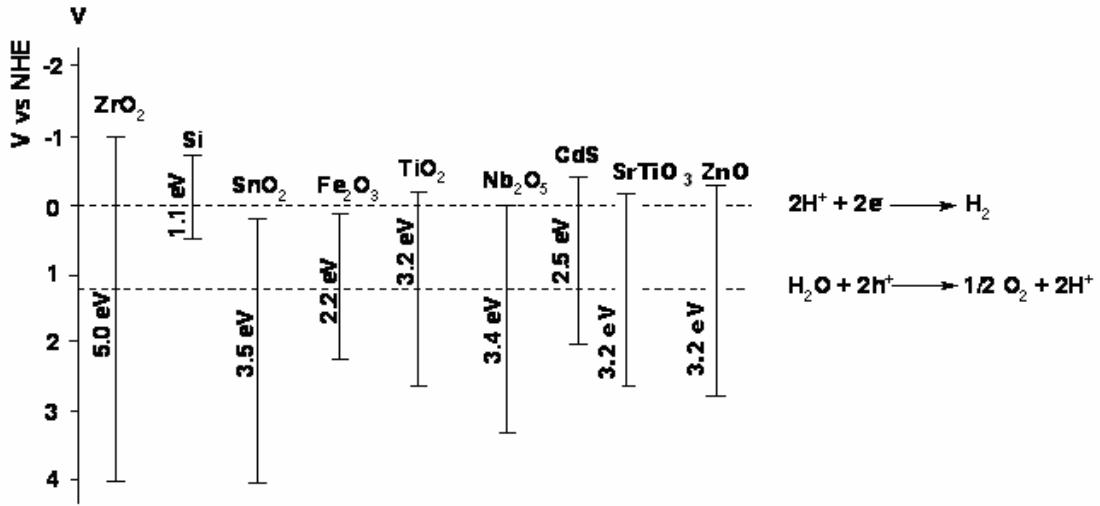 V
V vs NHE
-2
-1
0
1
2
3
4
ZrO₂
5.0 eV
Si
1.1 eV
SnO₂
3.5 eV
Fe₂O₃
2.2 eV
TiO₂
3.2 eV
Nb₂O₅
3.4 eV
CdS
2.5 eV
SrTiO₃
3.2 eV
ZnO
3.2 eV
2H⁺ + 2e → H₂
H₂O + 2h⁺ → 1/2 O₂ + 2H⁺